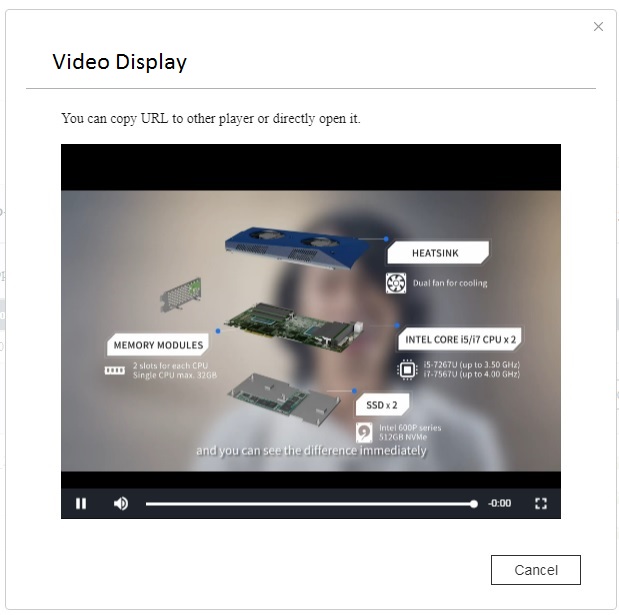 Video Display
You can copy URL to other player or directly open it.
HEATSINK
Dual fan for cooling
INTEL CORE i5/i7 CPU x 2
MEMORY MODULES
i5-7267U (up to 3.50 GHz)
i7-7567U (up to 4.00 GHz)
2 slots for each CPU
Single CPU max. 32GB
SSD x 2
Intel 600P series
512GB NVMe
and you can see the difference immediately
-0:00
Cancel